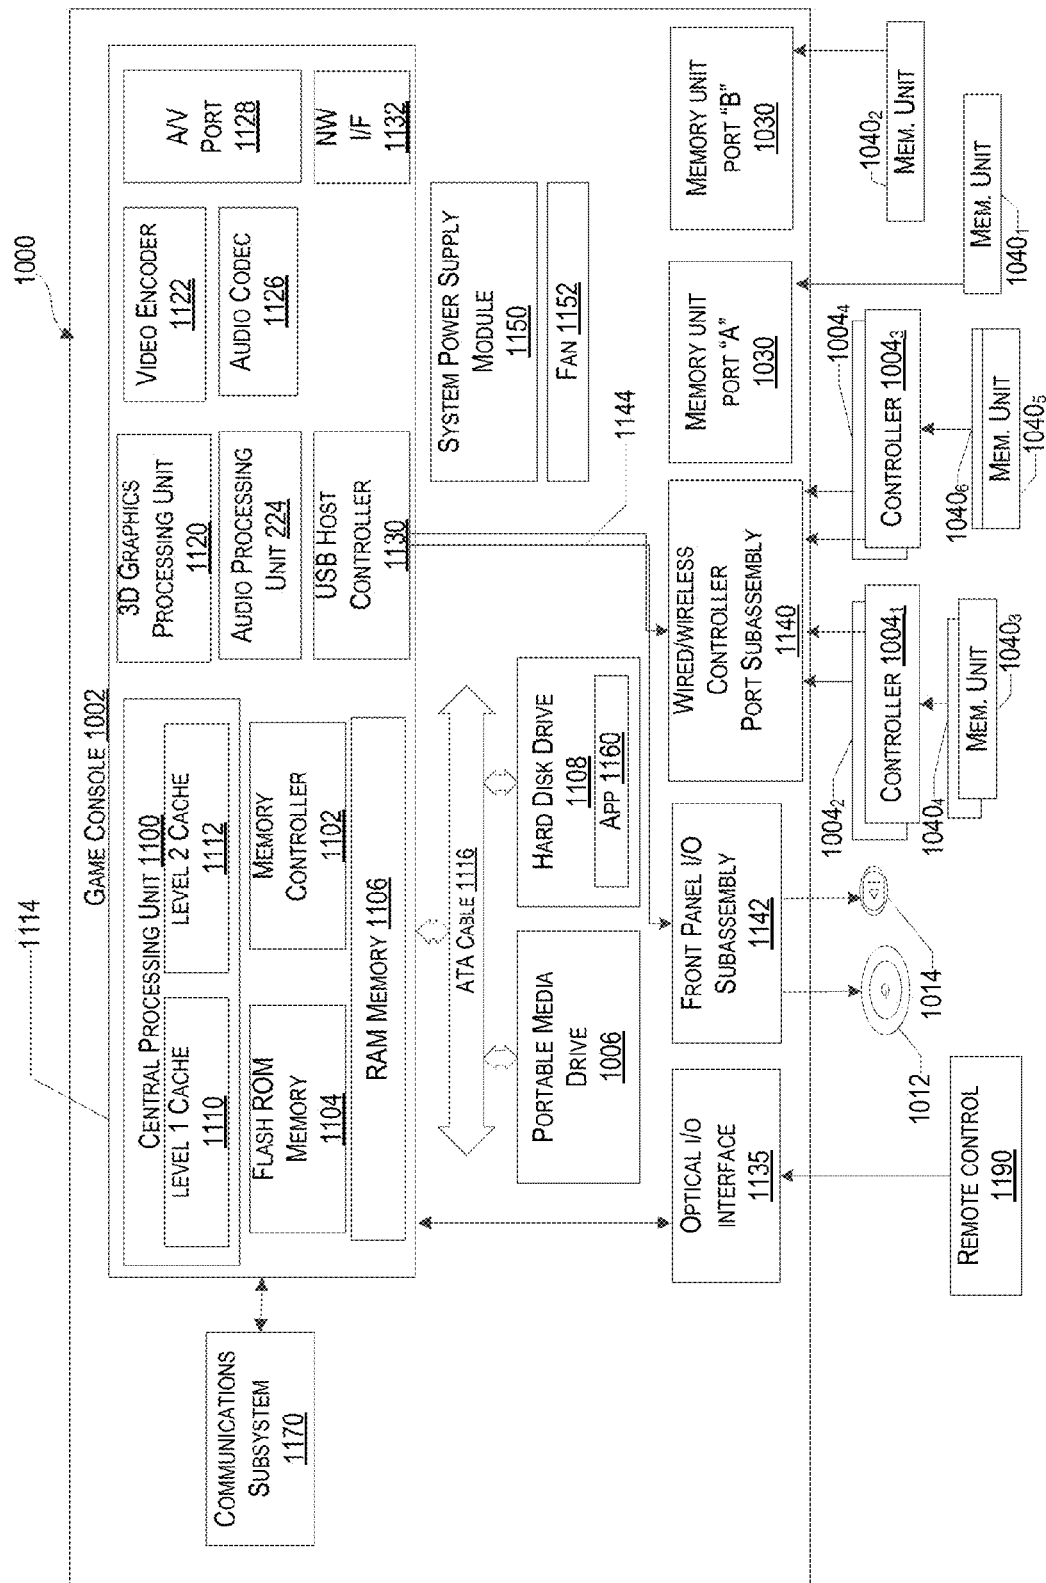 1000
1114
GAME CONSOLE 1002
CENTRAL PROCESSING UNIT 1100
LEVEL 1 CACHE
1110
LEVEL 2 CACHE
1112
3D GRAPHICS
PROCESSING UNIT
1120
VIDEO ENCODER
1122
A/V
PORT
1128
FLASH ROM
MEMORY
1104
MEMORY
CONTROLLER
1102
AUDIO PROCESSING
UNIT 224
AUDIO CODEC
1126
RAM MEMORY 1106
USB HOST
CONTROLLER
1130
NW
I/F
1132
COMMUNICATIONS
SUBSYSTEM
1170
ATA CABLE 1116
SYSTEM POWER SUPPLY
MODULE
1150
FAN 1152
PORTABLE MEDIA
DRIVE
1006
HARD DISK DRIVE
1108
APP 1160
1144
OPTICAL I/O
INTERFACE
1135
FRONT PANEL I/O
SUBASSEMBLY
1142
WIRED/WIRELESS
CONTROLLER
PORT SUBASSEMBLY
1140
MEMORY UNIT
PORT "A"
1030
MEMORY UNIT
PORT "B"
1030
1012
1014
1004₂
CONTROLLER 1004₁
1004₄
CONTROLLER 1004₃
1040₂
MEM. UNIT
REMOTE CONTROL
1190
1040₄
MEM. UNIT
1040₃
1040₆
MEM. UNIT
1040₅
MEM. UNIT
1040₁